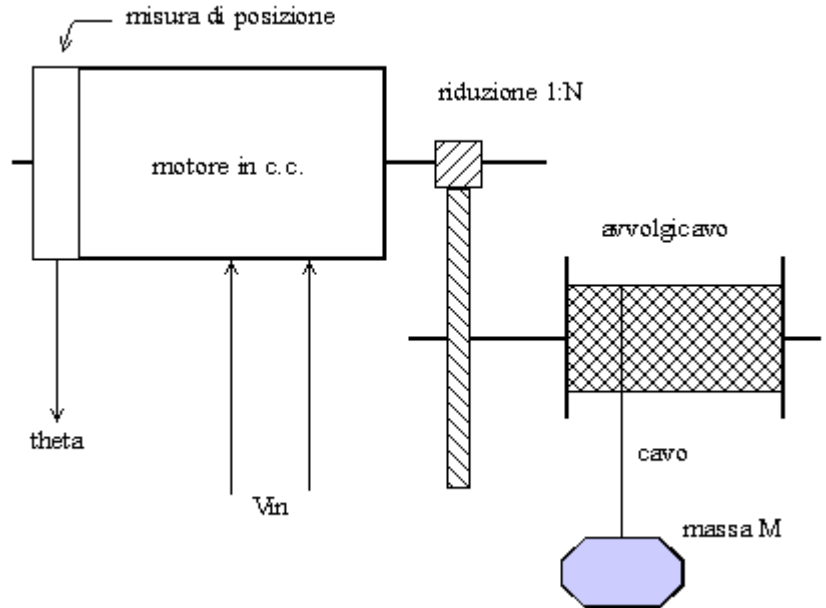 misura di posizione
riduzione 1:N
motore in c.c.
avvolgicavo
theta
cavo
Vin
massa M